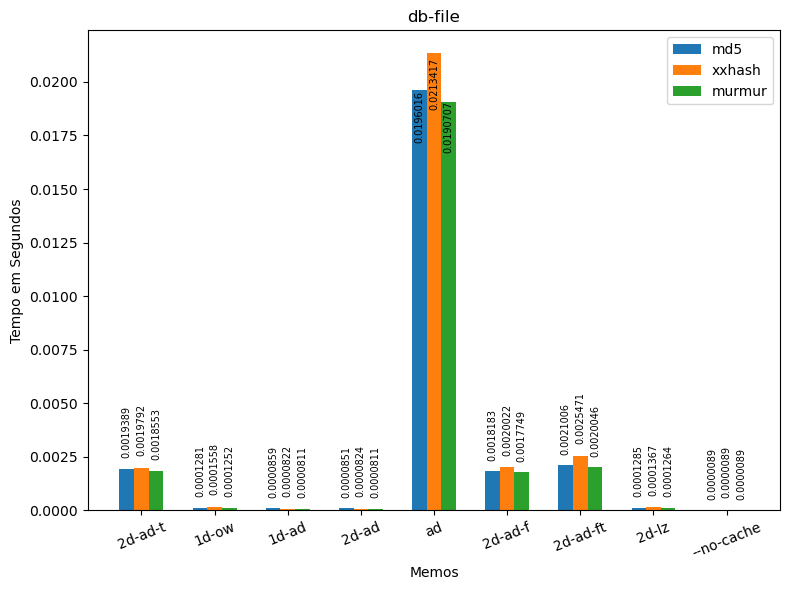 db-file
md5
xxhash
murmur
Tempo em Segundos
0.0200
0.0175
0.0150
0.0125
0.0100
0.0075
0.0050
0.0025
0.0000
0.0019389
0.0019792
0.0018553
0.0001281
0.0001558
0.0001252
0.0000859
0.0000822
0.0000811
0.0000851
0.0000824
0.0000811
0.0196016
0.0213417
0.0190707
0.0018183
0.0020022
0.0017749
0.0021006
0.0025471
0.0020046
0.0001285
0.0001367
0.0001264
0.0000089
0.0000089
0.0000089
2d-ad-t
1d-ow
1d-ad
2d-ad
ad
2d-ad-f
2d-ad-ft
2d-lz
--no-cache
Memos